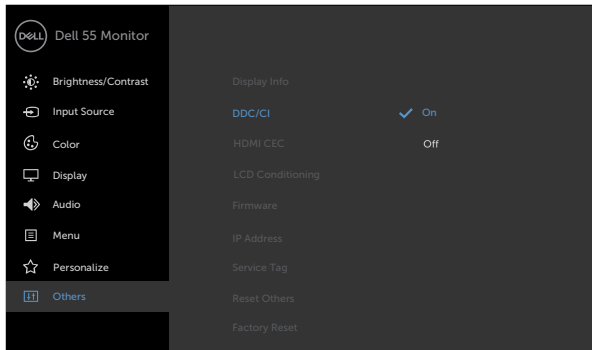 DELL Dell 55 Monitor
Brightness/Contrast
Input Source
Color
Display
Audio
Menu
Personalize
Others
Display Info
DDC/CI
HDMI CEC
LCD Conditioning
Firmware
IP Address
Service Tag
Reset Others
Factory Reset
On
Off